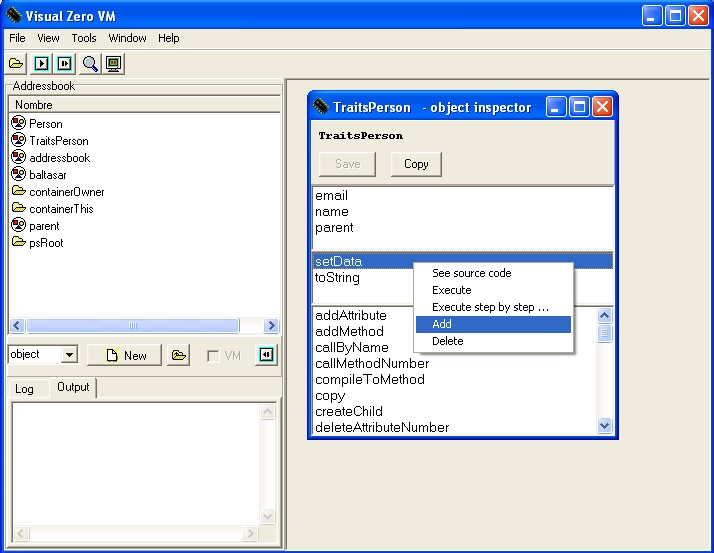 Visual Zero VM
File View Tools Window Help
Addressbook
Nombre
Person
TraitsPerson
addressbook
baltasar
containerOwner
containerThis
parent
psRoot
object New VM
Log Output
TraitsPerson - object inspector
TraitsPerson
Save Copy
email
name
parent
setData
toString
See source code
Execute
Execute step by step ...
Add
Delete
addAttribute
addMethod
callByName
callMethodNumber
compileToMethod
copy
createChild
deleteAttributeNumber